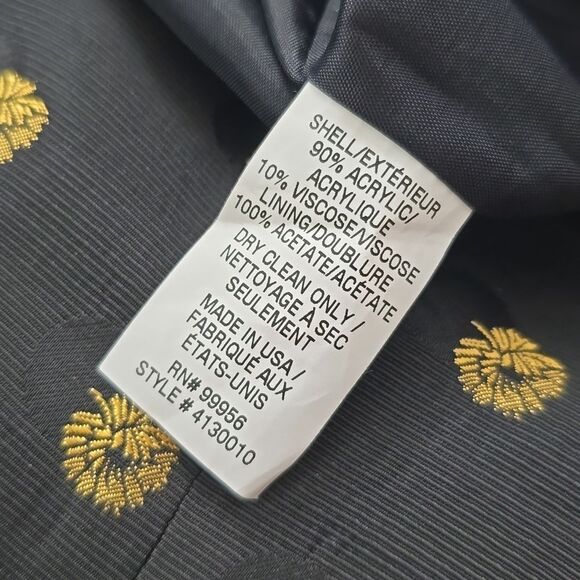 SHELL/EXTÉRIEUR
90% ACRYLIC/
ACRYLIQUE
10% VISCOSE/VISCOSE
LINING/DOUBLURE
100% ACETATE/ACÉTATE
DRY CLEAN ONLY /
NETTOYAGE À SEC
SEULEMENT
MADE IN USA /
FABRIQUÉ AUX
ÉTATS-UNIS
RN# 99956
STYLE # 4130010